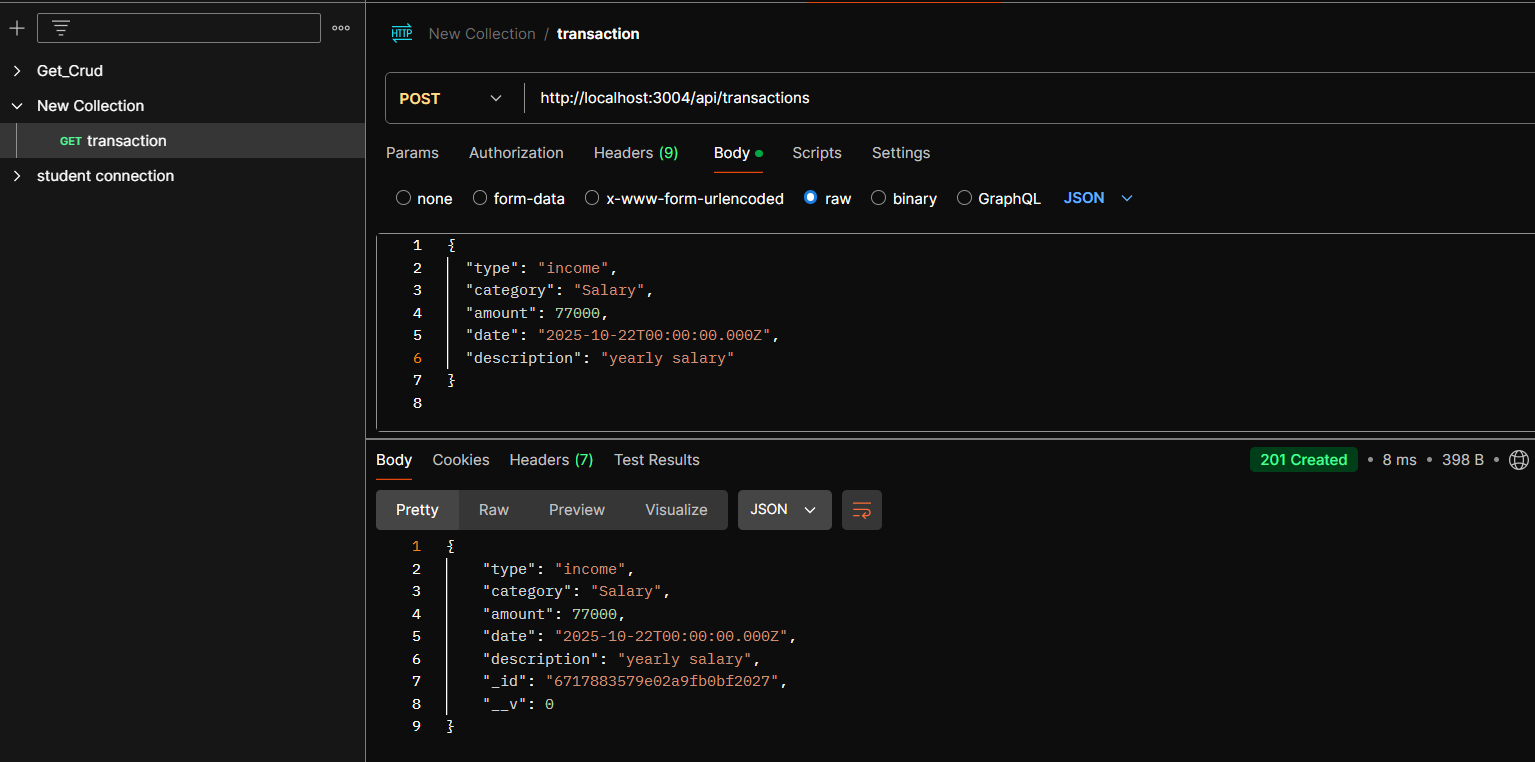 Get_Crud
New Collection
GET transaction
student connection
HTTP New Collection / transaction
POST http://localhost:3004/api/transactions
Params Authorization Headers (9) Body Scripts Settings
none form-data x-www-form-urlencoded raw binary GraphQL JSON
1 {
2 "type": "income",
3 "category": "Salary",
4 "amount": 77000,
5 "date": "2025-10-22T00:00:00.000Z",
6 "description": "yearly salary"
7 }
8
Body Cookies Headers (7) Test Results 201 Created • 8 ms • 398 B •
Pretty Raw Preview Visualize JSON
1 {
2 "type": "income",
3 "category": "Salary",
4 "amount": 77000,
5 "date": "2025-10-22T00:00:00.000Z",
6 "description": "yearly salary",
7 "_id": "6717883579e02a9fb0bf2027",
8 "__v": 0
9 }